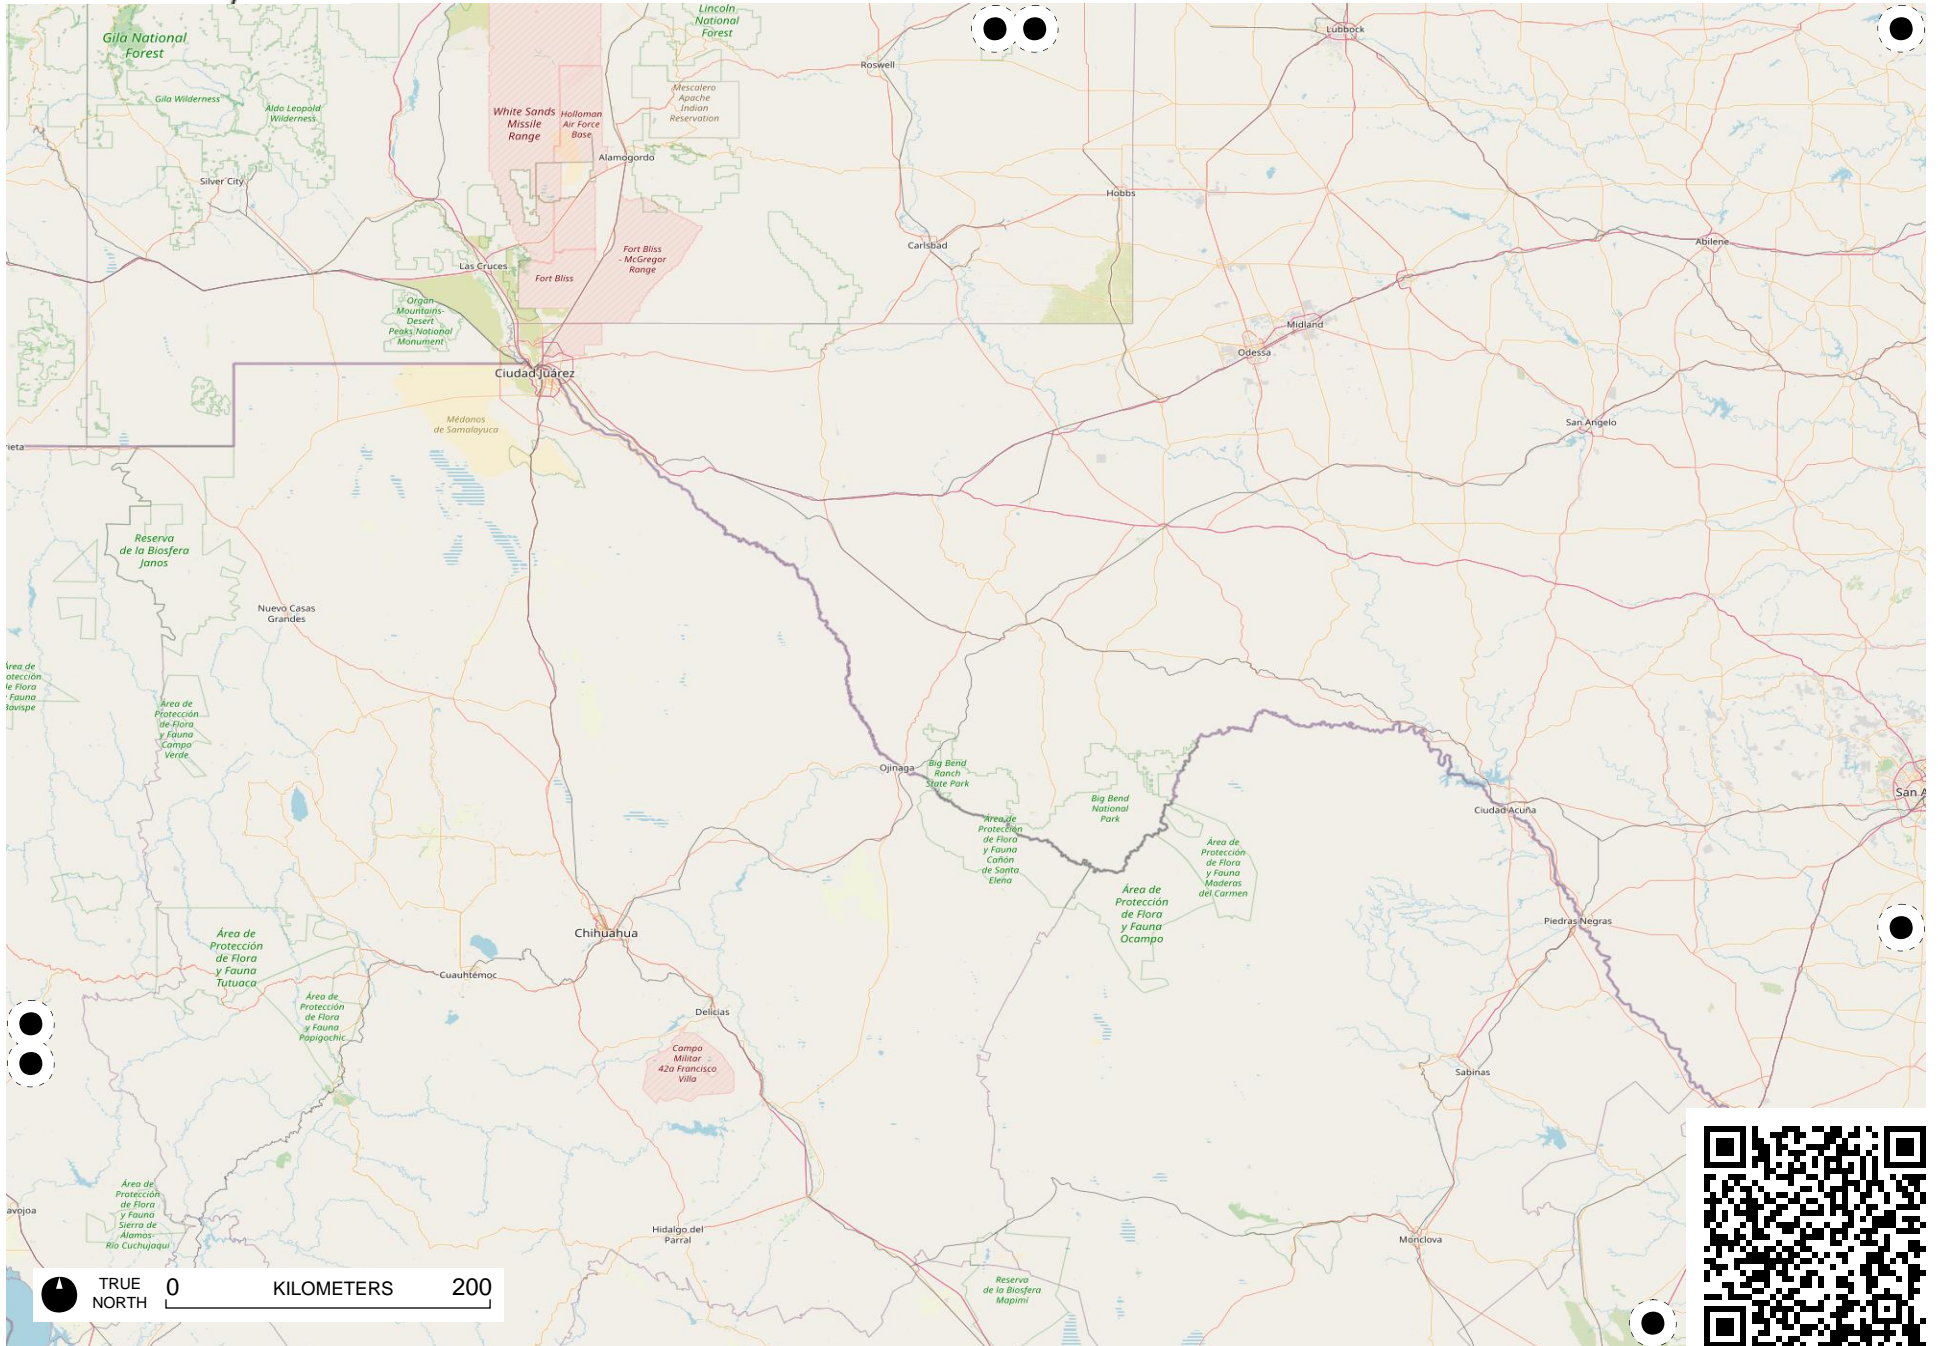 Gila National
Forest
Lincoln
National
Forest
Lubbock
Roswell
Gila Wilderness
Aldo Leopold
Wilderness
White Sands
Missile
Range
Holloman
Air Force
Base
Mescalero
Apache
Indian
Reservation
Alamogordo
Silver City
Hobbs
Carlsbad
Abilene
Las Cruces
Fort Bliss
Fort Bliss
- McGregor
Range
Organ
Mountains-
Desert
Peaks National
Monument
Midland
Odessa
Ciudad Juárez
Médanos
de Samalayuca
San Angelo
rieta
Reserva
de la Biosfera
Janos
Nuevo Casas
Grandes
Área de
Protección
de Flora
y Fauna
Campo
Verde
Ojinaga
Big Bend
Ranch
State Park
Big Bend
National
Park
San A
Ciudad Acuña
Área de
Protección
de Flora
y Fauna
Cañón
de Santa
Elena
Área de
Protección
de Flora
y Fauna
Maderas
del Carmen
Área de
Protección
de Flora
y Fauna
Ocampo
Piedras Negras
Chihuahua
Área de
Protección
de Flora
y Fauna
Tutuaca
Cuauhtémoc
Área de
Protección
de Flora
y Fauna
Papigochic
Delicias
Campo
Militar
42a Francisco
Villa
Sabinas
Área de
Protección
de Flora
y Fauna
Sierra de
Álamos-
Río Cuchujaqui
avojoa
Hidalgo del
Parral
Monclova
Reserva
de la Biosfera
Mapimí
TRUE
NORTH
0 KILOMETERS 200